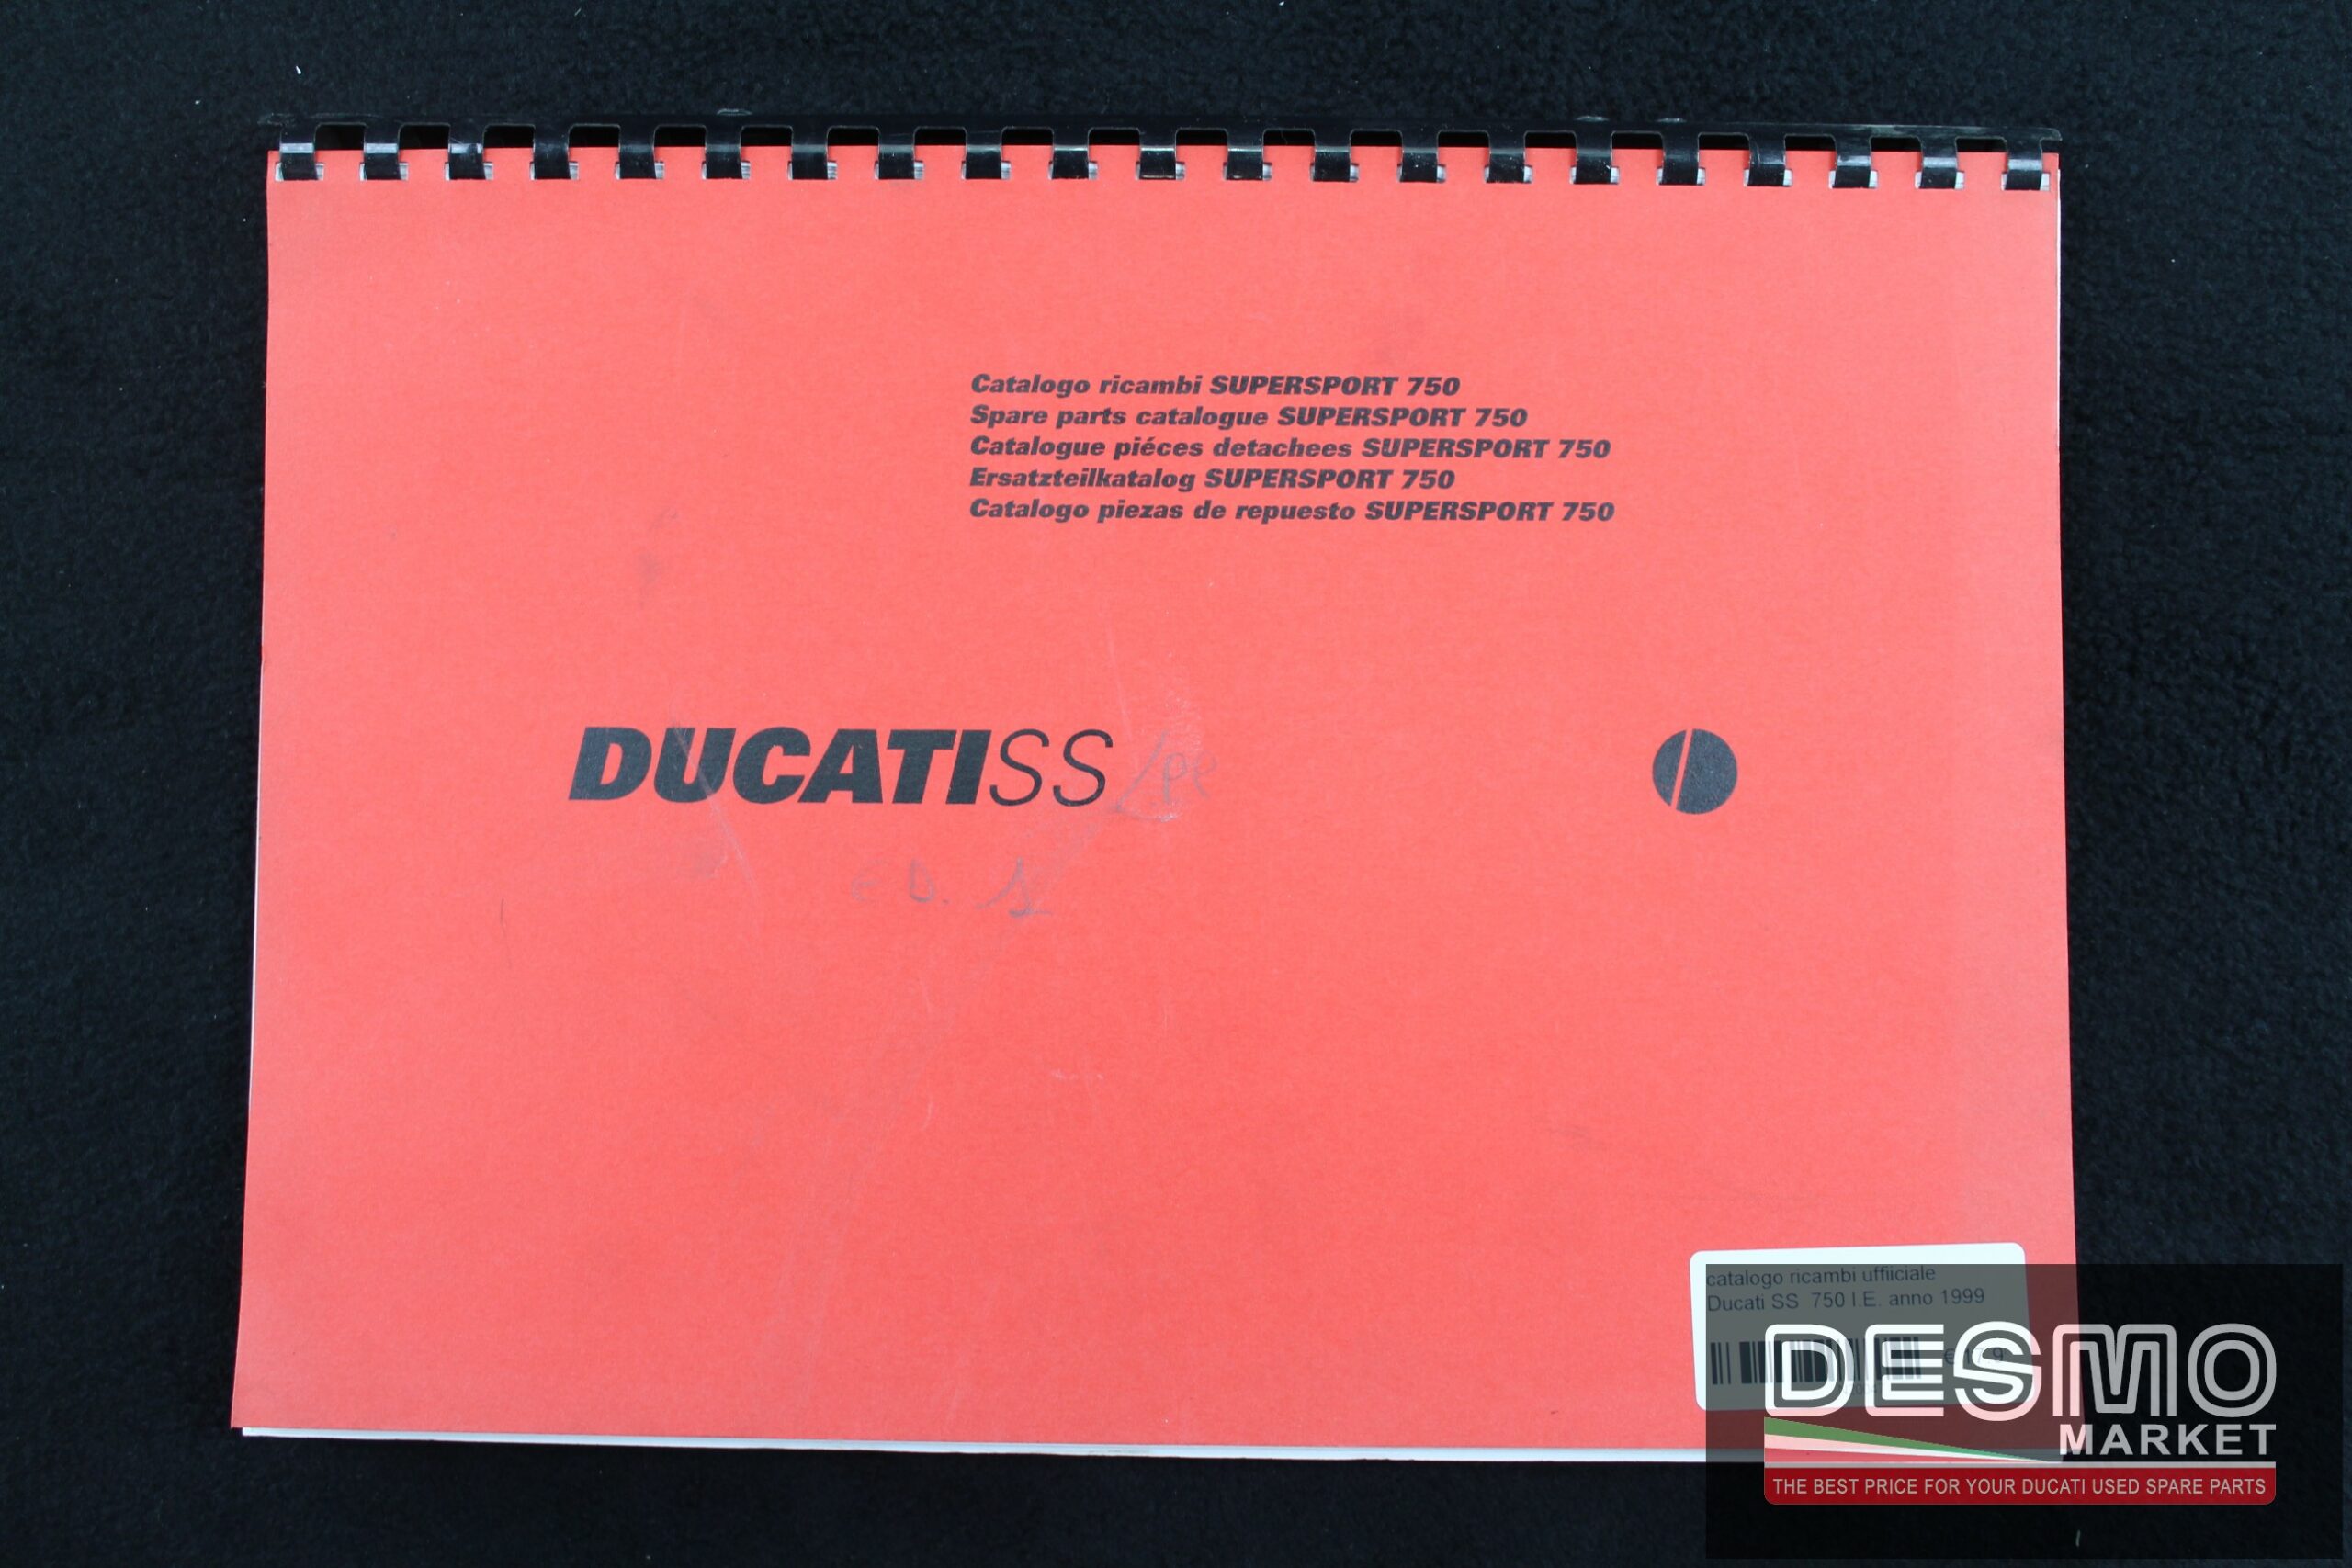 Catalogo ricambi SUPERSPORT 750
Spare parts catalogue SUPERSPORT 750
Catalogue piéces detachees SUPERSPORT 750
Ersatzteilkatalog SUPERSPORT 750
Catalogo piezas de repuesto SUPERSPORT 750
DUCATISS
ED. 1
catalogo ricambi uffiiciale
Ducati SS 750 I.E. anno 1999
DESMO
MARKET
THE BEST PRICE FOR YOUR DUCATI USED SPARE PARTS